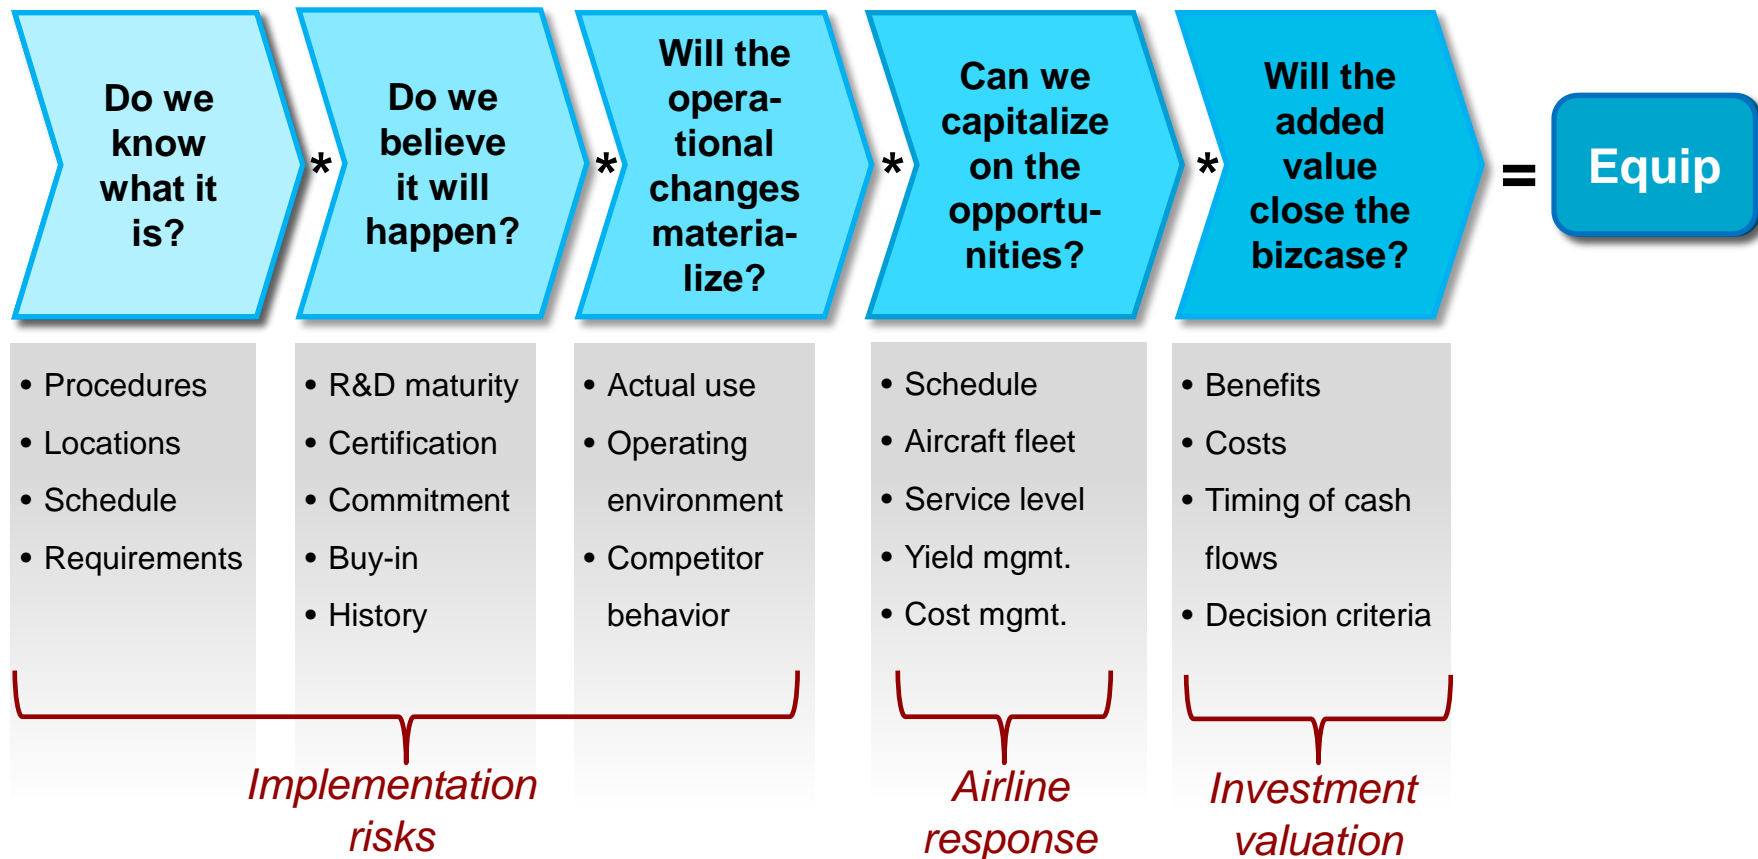 Do we
know
what it
is?
*
Do we
believe
it will
happen?
*
Will the
opera-
tional
changes
materia-
lize?
*
Can we
capitalize
on the
opportu-
nities?
*
Will the
added
value
close the
bizcase?
=
Equip
• Procedures
• Locations
• Schedule
• Requirements
• R&D maturity
• Certification
• Commitment
• Buy-in
• History
• Actual use
• Operating
environment
• Competitor
behavior
• Schedule
• Aircraft fleet
• Service level
• Yield mgmt.
• Cost mgmt.
• Benefits
• Costs
• Timing of cash
flows
• Decision criteria
Implementation
risks
Airline
response
Investment
valuation